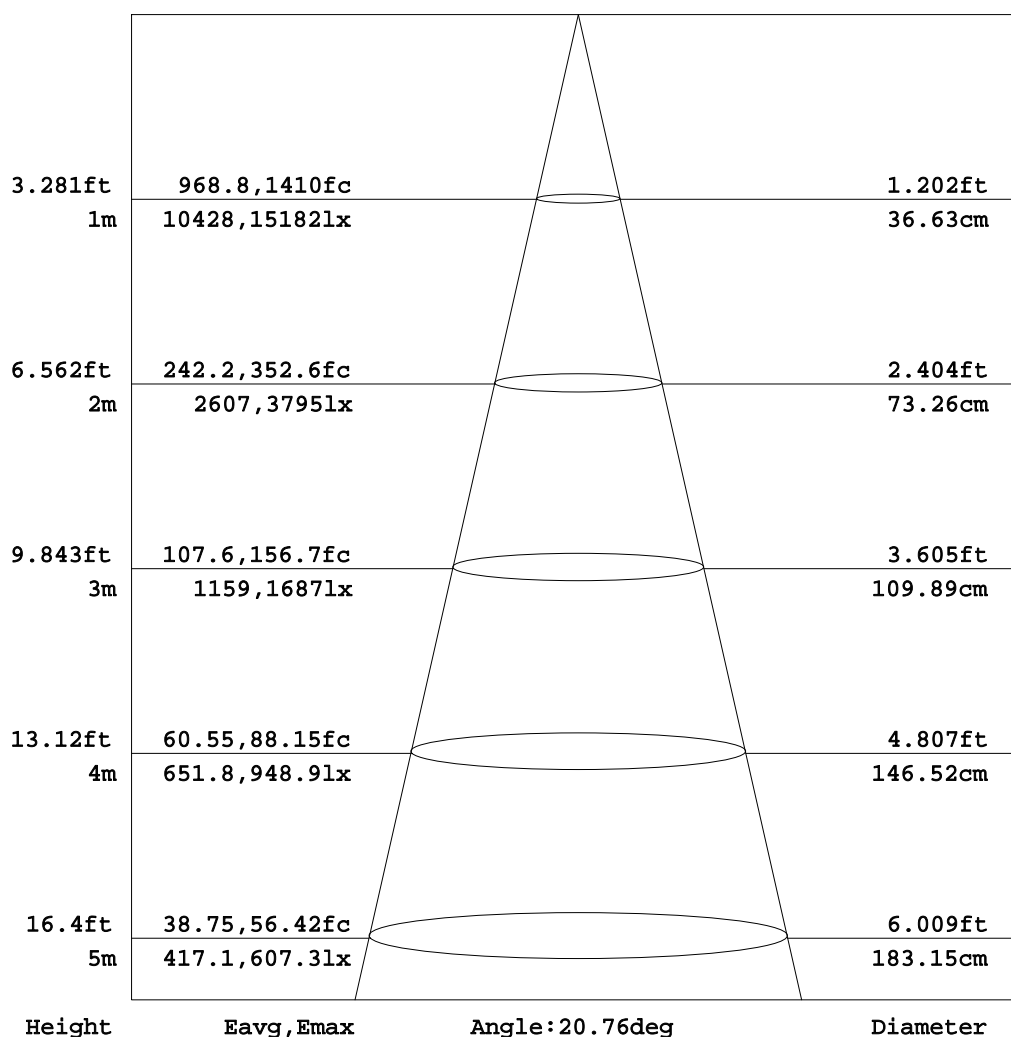 3.281ft 968.8,1410fc 1.202ft
1m 10428,15182lx 36.63cm
6.562ft 242.2,352.6fc 2.404ft
2m 2607,3795lx 73.26cm
9.843ft 107.6,156.7fc 3.605ft
3m 1159,1687lx 109.89cm
13.12ft 60.55,88.15fc 4.807ft
4m 651.8,948.9lx 146.52cm
16.4ft 38.75,56.42fc 6.009ft
5m 417.1,607.3lx 183.15cm
Height Eavg,Emax Angle:20.76deg Diameter